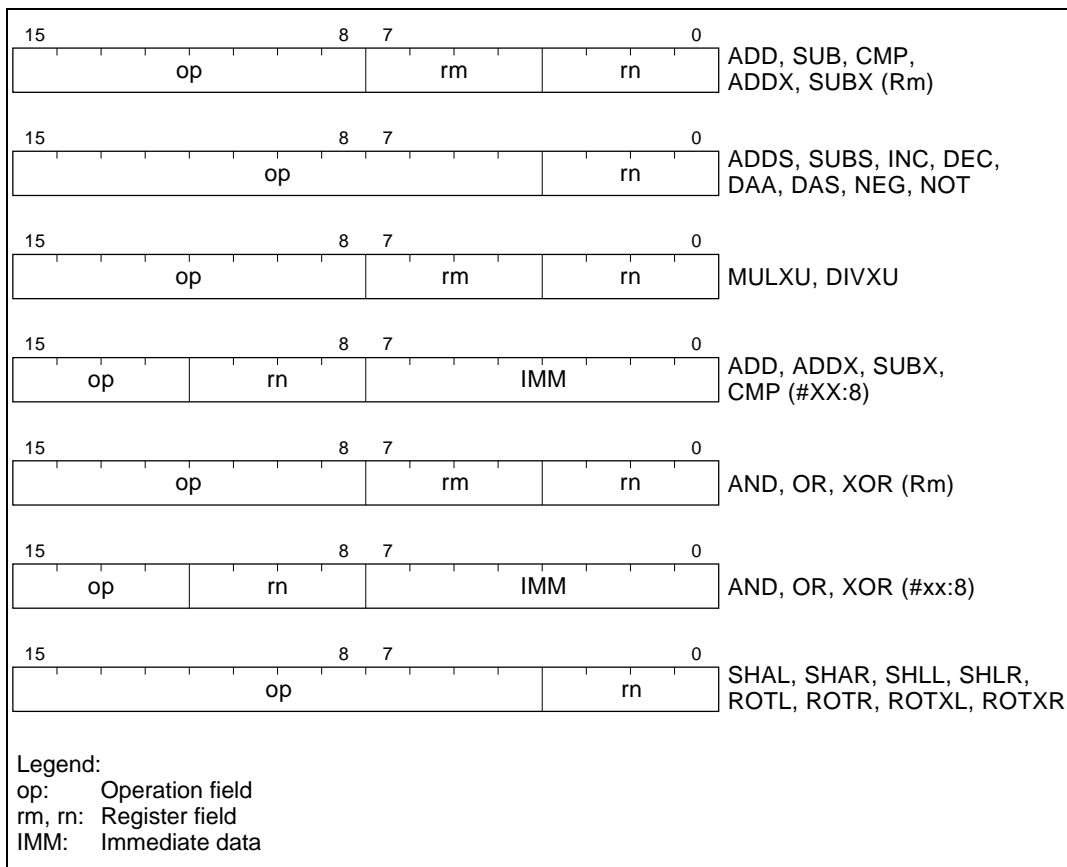 15 8 7 0
op rm rn
ADD, SUB, CMP,
ADDX, SUBX (Rm)
15 8 7 0
op rn
ADDS, SUBS, INC, DEC,
DAA, DAS, NEG, NOT
15 8 7 0
op rm rn
MULXU, DIVXU
15 8 7 0
op rn IMM
ADD, ADDX, SUBX,
CMP (#XX:8)
15 8 7 0
op rm rn
AND, OR, XOR (Rm)
15 8 7 0
op rn IMM
AND, OR, XOR (#xx:8)
15 8 7 0
op rn
SHAL, SHAR, SHLL, SHLR,
ROTL, ROTR, ROTXL, ROTXR
Legend:
op: Operation field
rm, rn: Register field
IMM: Immediate data